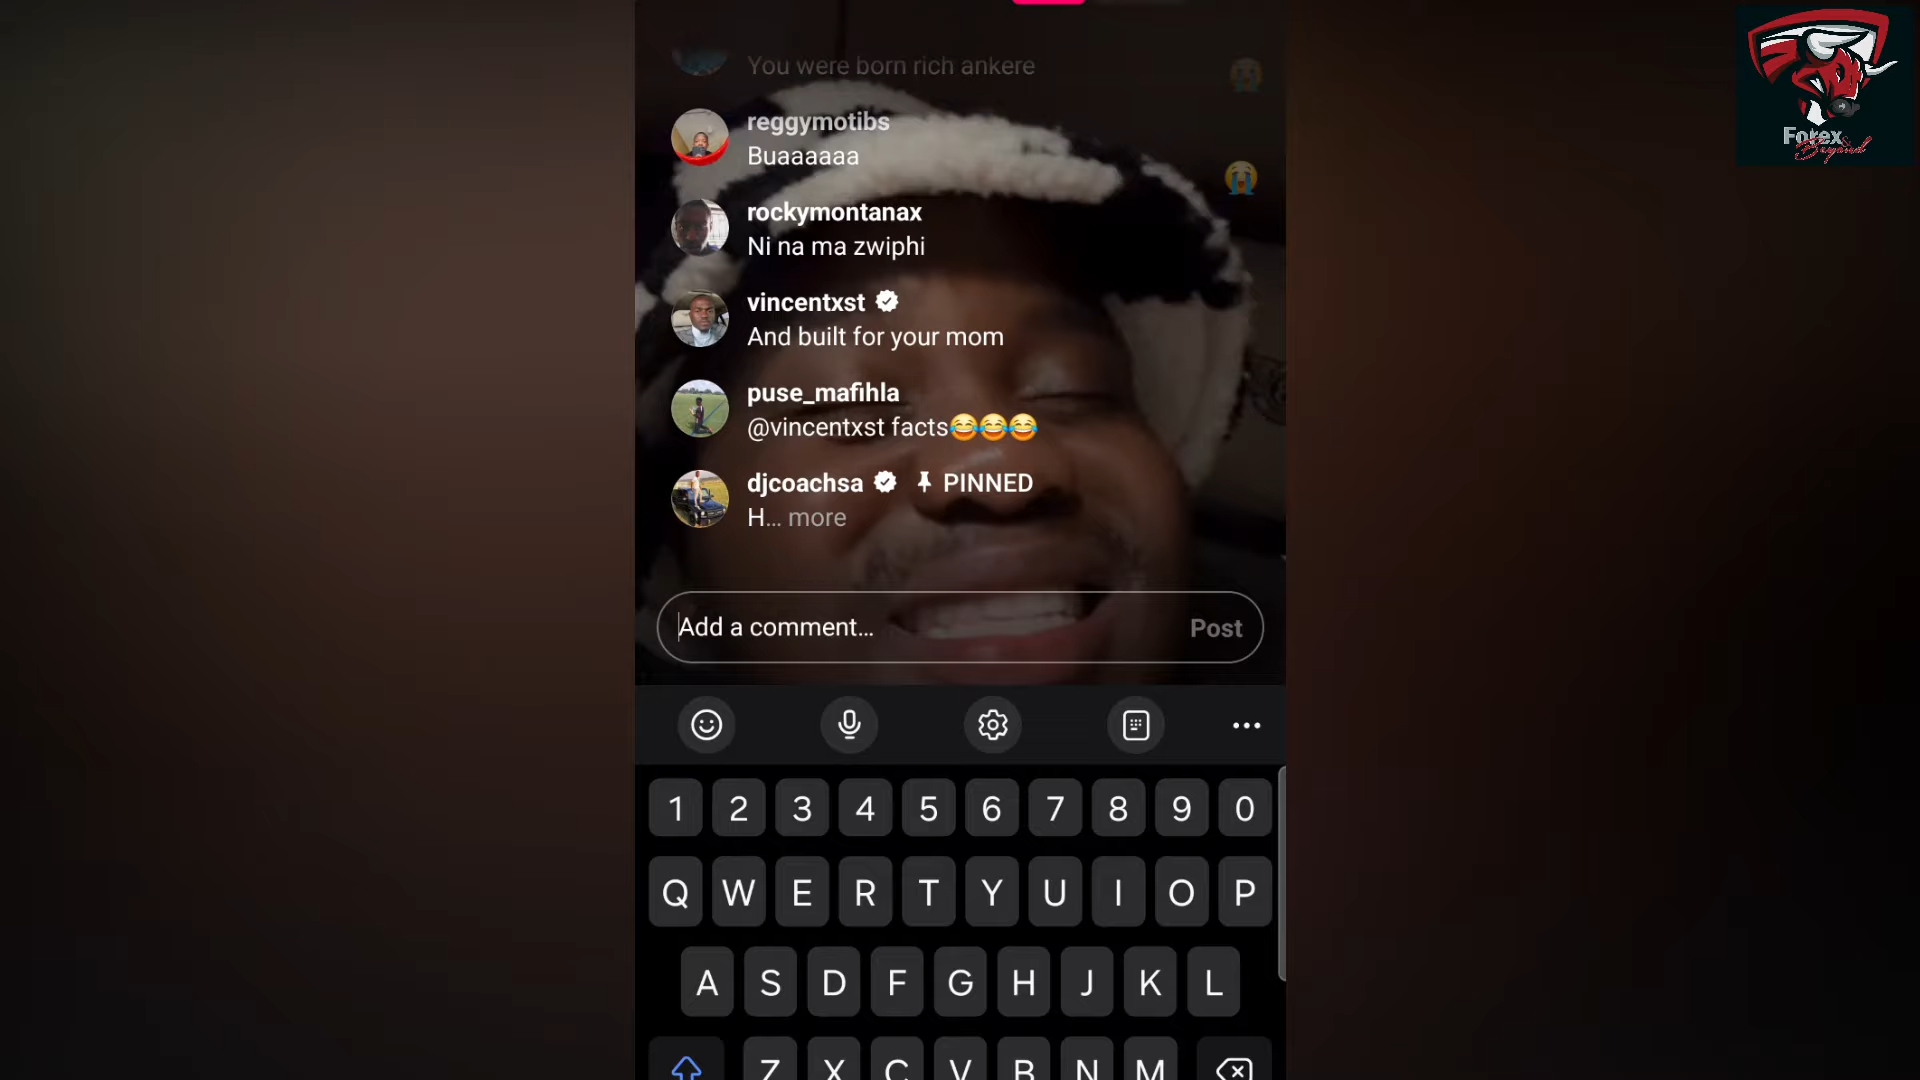 You were born rich ankere
reggymotibs
Buaaaaaa
rockymontanax
Ni na ma zwiphi
vincentxst
And built for your mom
puse_mafihla
@vincentxst facts😂😂😂
djcoachsa PINNED
H... more
Add a comment... Post
1 2 3 4 5 6 7 8 9 0
Q W E R T Y U I O P
A S D F G H J K L
Z X C V B N M
Forex
Beyond